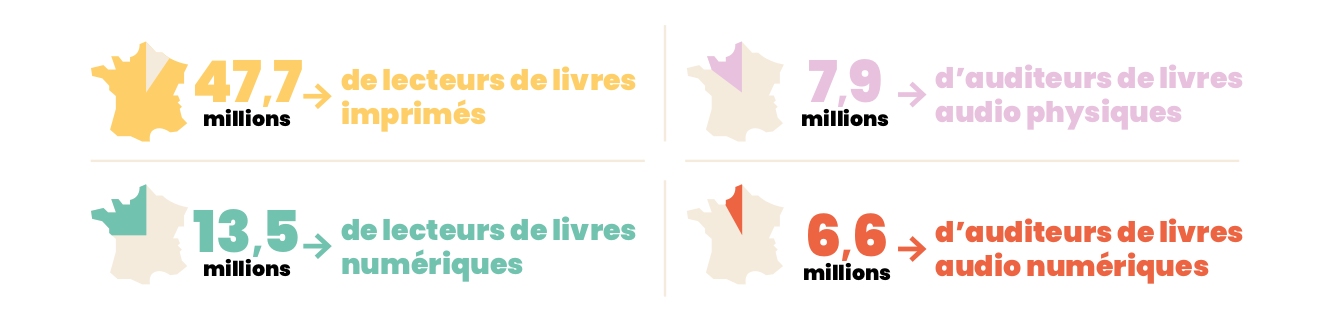 47,7
millions
→ de lecteurs de livres
imprimés
7,9
millions
→ d’auditeurs de livres
audio physiques
13,5
millions
→ de lecteurs de livres
numériques
6,6
millions
→ d’auditeurs de livres
audio numériques